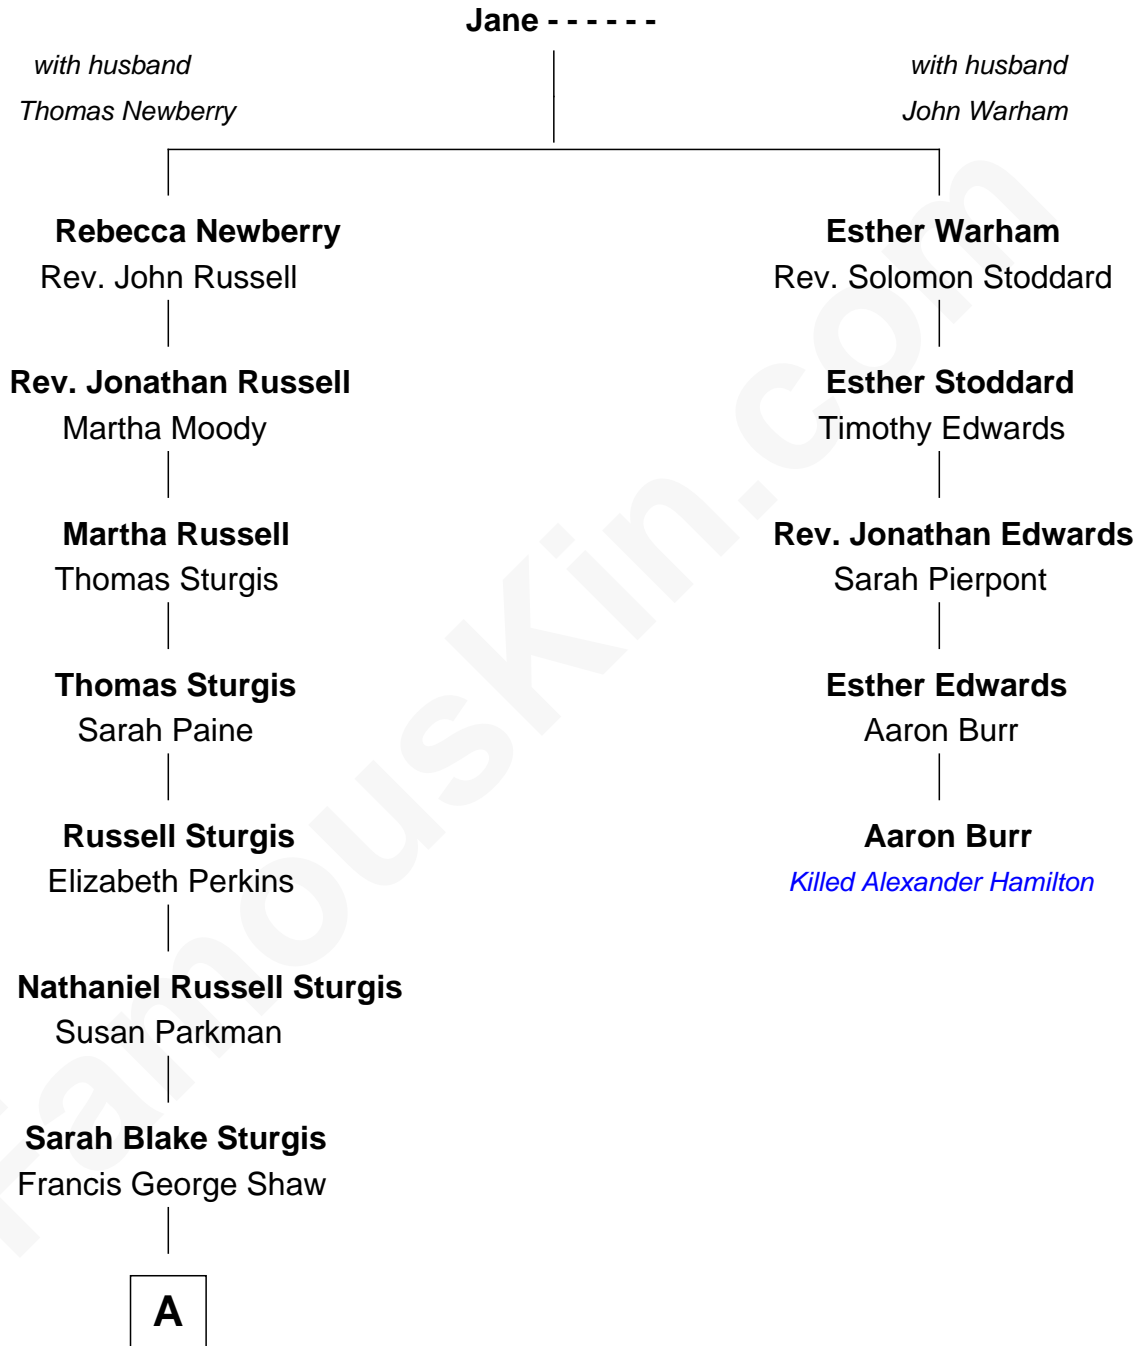 Jane - - - - - -
with husband
Thomas Newberry
with husband
John Warham
Rebecca Newberry
Rev. John Russell
Esther Warham
Rev. Solomon Stoddard
Rev. Jonathan Russell
Martha Moody
Esther Stoddard
Timothy Edwards
Martha Russell
Thomas Sturgis
Rev. Jonathan Edwards
Sarah Pierpont
Thomas Sturgis
Sarah Paine
Esther Edwards
Aaron Burr
Russell Sturgis
Elizabeth Perkins
Aaron Burr
Killed Alexander Hamilton
Nathaniel Russell Sturgis
Susan Parkman
Sarah Blake Sturgis
Francis George Shaw
A
FamousKin.com